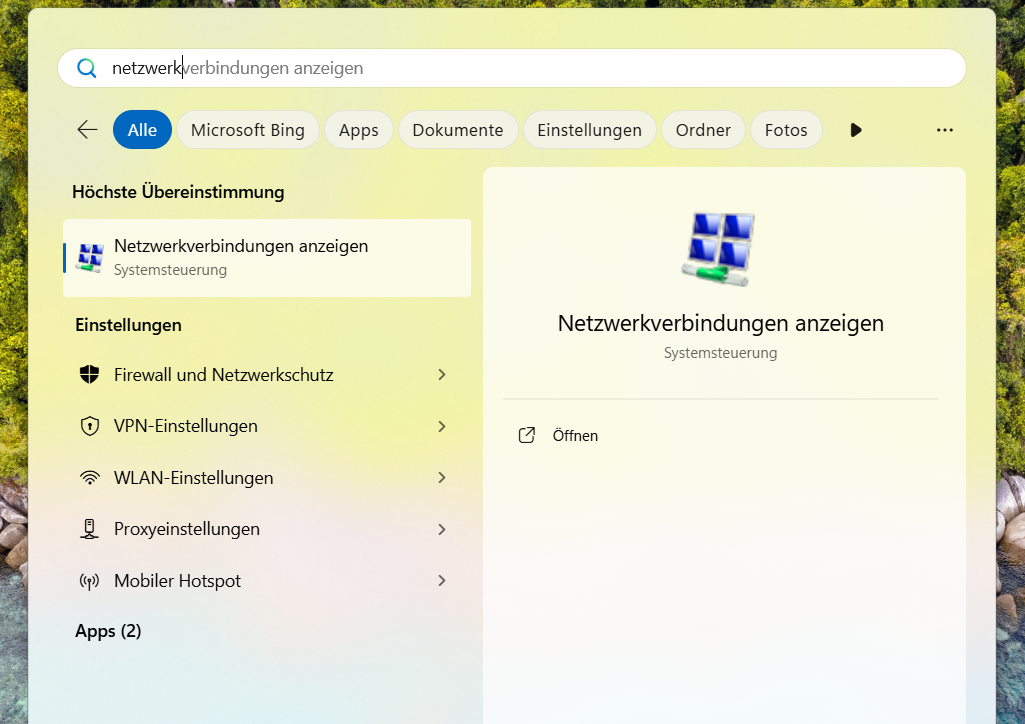 netzwerkverbindungen anzeigen
Alle Microsoft Bing Apps Dokumente Einstellungen Ordner Fotos
Höchste Übereinstimmung
Netzwerkverbindungen anzeigen
Systemsteuerung
Einstellungen
Firewall und Netzwerkschutz
VPN-Einstellungen
WLAN-Einstellungen
Proxyeinstellungen
Mobiler Hotspot
Apps (2)
Netzwerkverbindungen anzeigen
Systemsteuerung
Öffnen